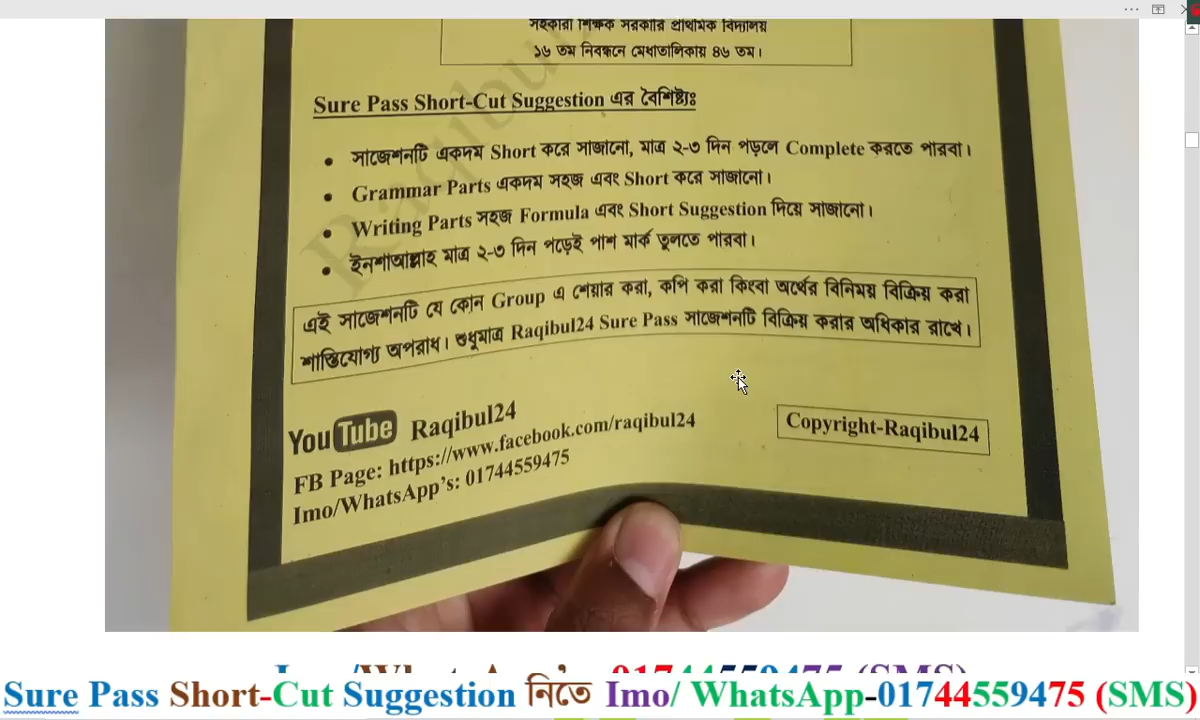 সহকারী শিক্ষক সরকারি প্রাথমিক বিদ্যালয়
১৬ তম নিবন্ধনে মেধাতালিকায় ৪৬ তম।
Sure Pass Short-Cut Suggestion এর বৈশিষ্ট্যঃ
• সাজেশনটি একদম Short করে সাজানো, মাত্র ২-৩ দিন পড়লে Complete করতে পারবা।
• Grammar Parts একদম সহজ এবং Short করে সাজানো।
• Writing Parts সহজ Formula এবং Short Suggestion দিয়ে সাজানো।
• ইনশাআল্লাহ মাত্র ২-৩ দিন পড়েই পাশ মার্ক তুলতে পারবা।
এই সাজেশনটি যে কোন Group এ শেয়ার করা, কপি করা কিংবা অর্থের বিনিময় বিক্রিয় করা
শাস্তিযোগ্য অপরাধ। শুধুমাত্র Raqibul24 Sure Pass সাজেশনটি বিক্রিয় করার অধিকার রাখে।
YouTube Raqibul24
FB Page: https://www.facebook.com/raqibul24
Imo/WhatsApp's: 01744559475
Copyright-Raqibul24
Imo/WhatsApp's 01744559475 (SMS)
Sure Pass Short-Cut Suggestion নিতে Imo/ WhatsApp-01744559475 (SMS)